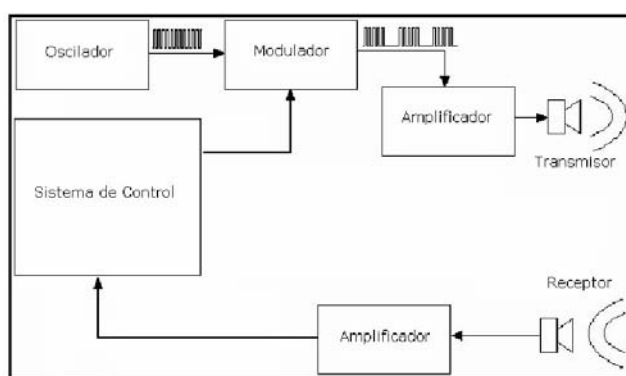 Oscilador
Modulador
Amplificador
Transmisor
Sistema de Control
Receptor
Amplificador